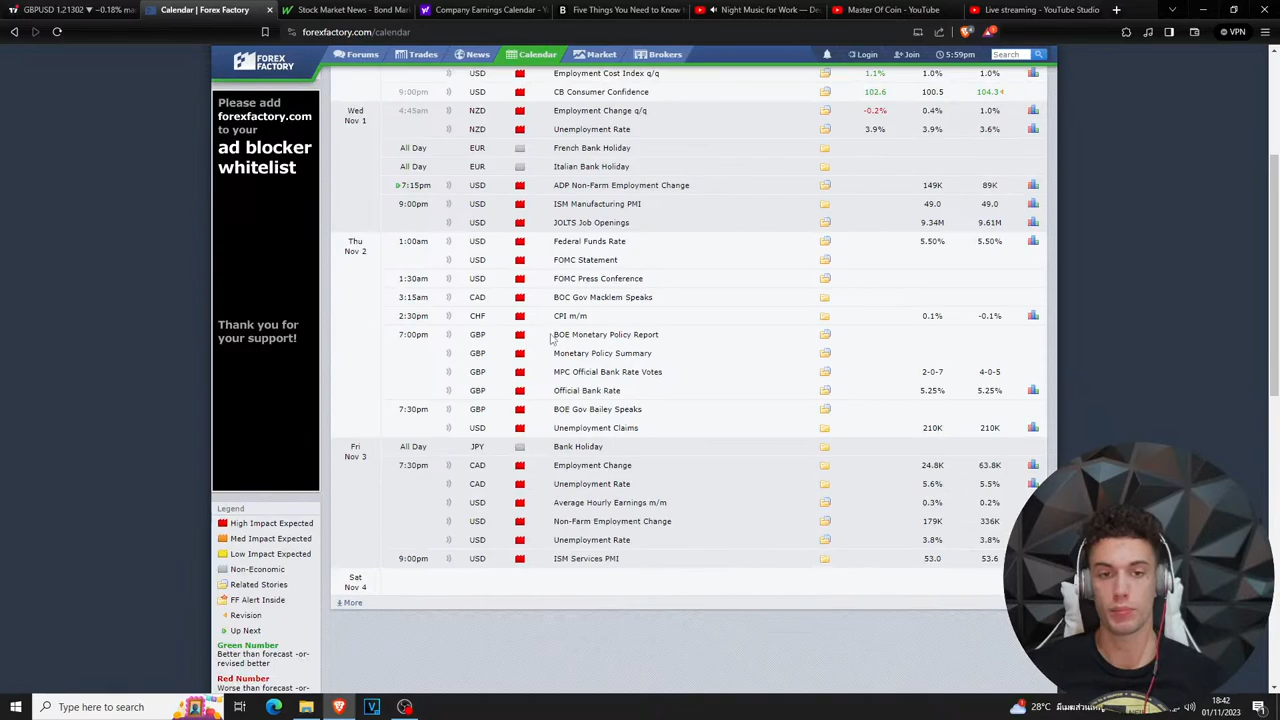 GBPUSD 1.21302 ▼ −0.18%
Calendar | Forex Factory
Stock Market News - Bond Mar
Company Earnings Calendar - Y
Five Things You Need to Know
Night Music for Work — De
Master Of Coin - YouTube
Live streaming - YouTube Studio
forexfactory.com/calendar
VPN
FOREX FACTORY
Forums
Trades
News
Calendar
Market
Brokers
Login
Join
5:59pm
Search
Please add
forexfactory.com
to your
ad blocker
whitelist
Thank you for
your support!
USD Employment Cost Index q/q 1.1% 1.0% 1.0%
9:00pm USD CB Consumer Confidence 102.6 100.5 104.3
Wed Nov 1 4:45am NZD Employment Change q/q -0.2% 0.4% 1.0%
NZD Unemployment Rate 3.9% 3.9% 3.6%
All Day EUR French Bank Holiday
All Day EUR Italian Bank Holiday
7:15pm USD ADP Non-Farm Employment Change 149K 89K
9:00pm USD ISM Manufacturing PMI 49.0 49.0
USD JOLTS Job Openings 9.34M 9.61M
Thu Nov 2 1:00am USD Federal Funds Rate 5.50% 5.50%
USD FOMC Statement
1:30am USD FOMC Press Conference
3:15am CAD BOC Gov Macklem Speaks
2:30pm CHF CPI m/m 0.1% -0.1%
7:00pm GBP BOE Monetary Policy Report
GBP Monetary Policy Summary
GBP MPC Official Bank Rate Votes 2-0-7 4-0-5
GBP Official Bank Rate 5.25% 5.25%
7:30pm GBP BOE Gov Bailey Speaks
USD Unemployment Claims 210K 210K
Fri Nov 3 All Day JPY Bank Holiday
7:30pm CAD Employment Change 24.8K 63.8K
CAD Unemployment Rate 5.6% 5.5%
USD Average Hourly Earnings m/m 0.3% 0.2%
USD Non-Farm Employment Change 179K 336K
USD Unemployment Rate 3.8% 3.8%
9:00pm USD ISM Services PMI 53.0 53.6
Sat Nov 4
More
Legend
High Impact Expected
Med Impact Expected
Low Impact Expected
Non-Economic
Related Stories
FF Alert Inside
Revision
Up Next
Green Number
Better than forecast -or-
revised better
Red Number
Worse than forecast -or-
Type here to search
28°C
18:42
01/11/2023